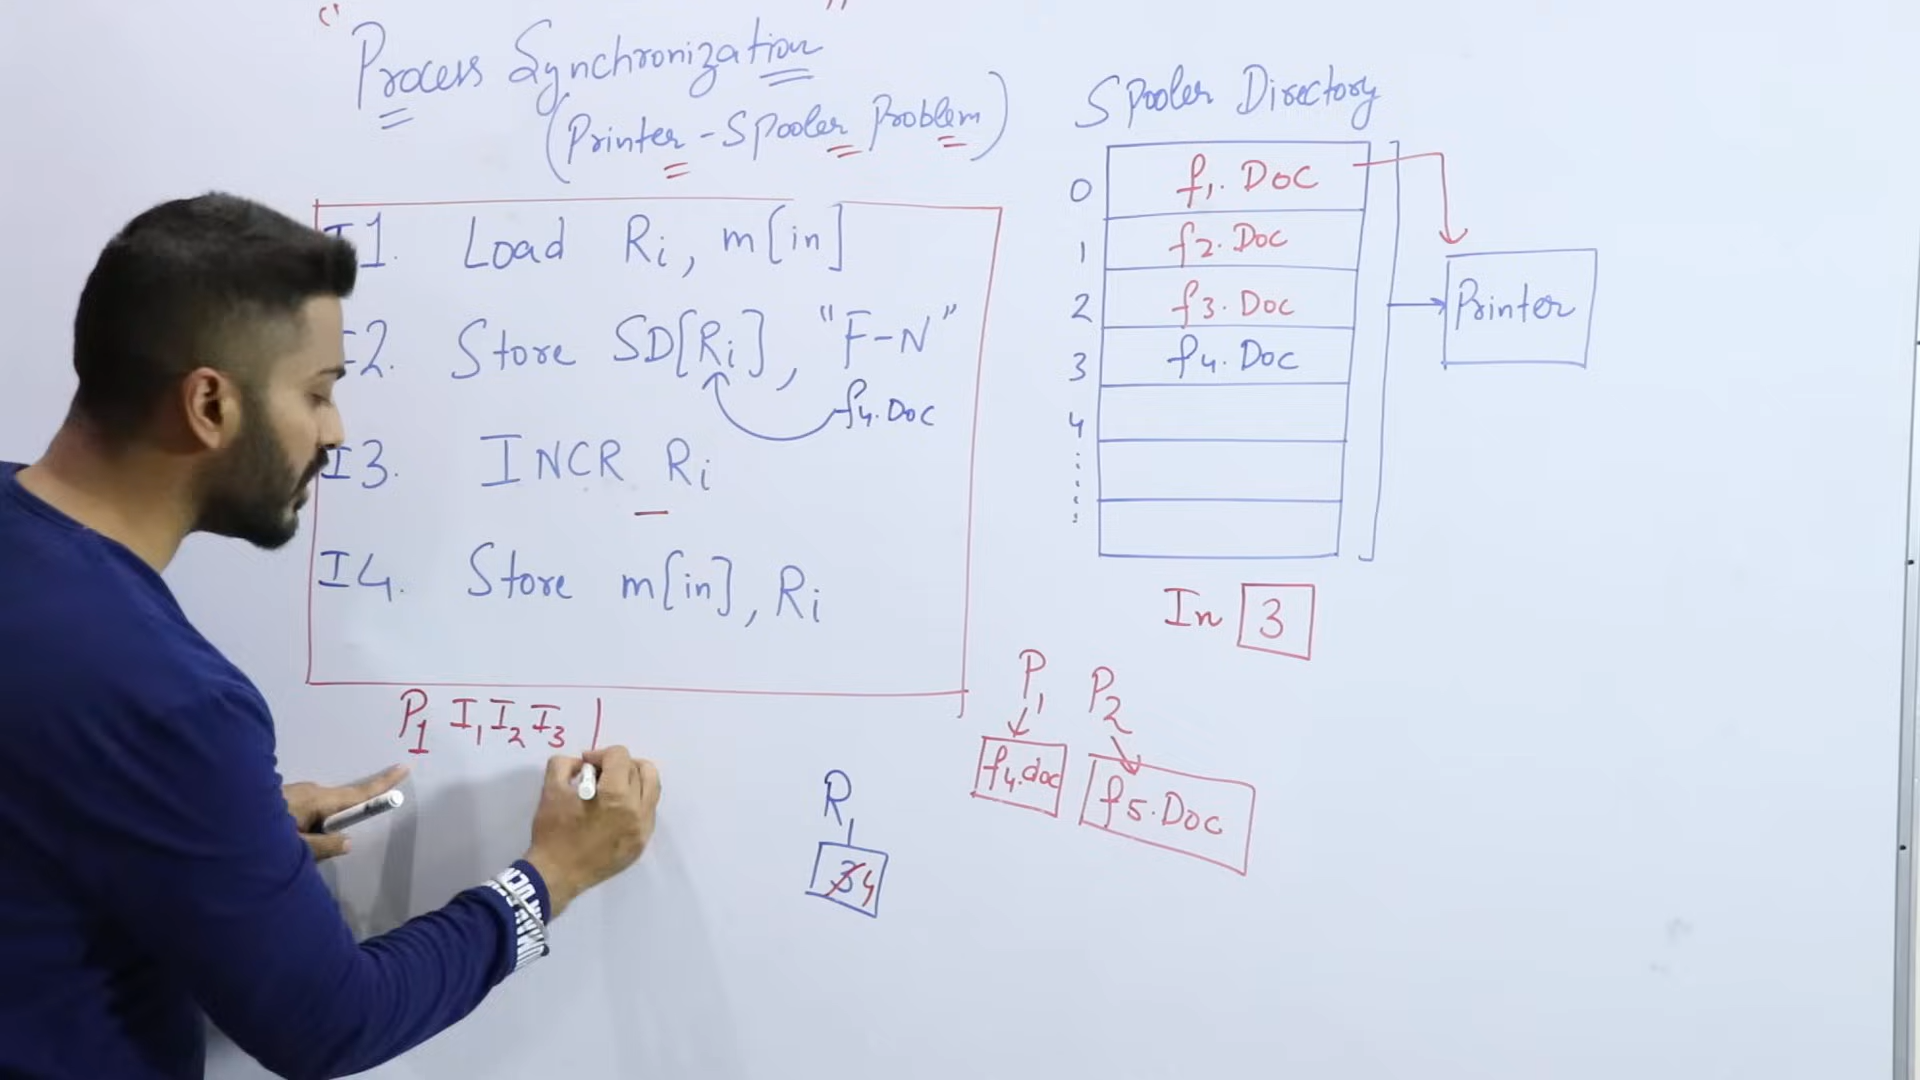 "Process Synchronization"
(Printer-Spooler Problem)
I1. Load Ri, m[in]
I2. Store SD[Ri], "F-N"
f4.Doc
I3. INCR Ri
I4. Store m[in], Ri
P1 I1 I2 I3 |
R1
3 4
Spooler Directory
0 f1.Doc
1 f2.Doc
2 f3.Doc
3 f4.Doc
4
Printer
In 3
P1 P2
f4.doc f5.Doc